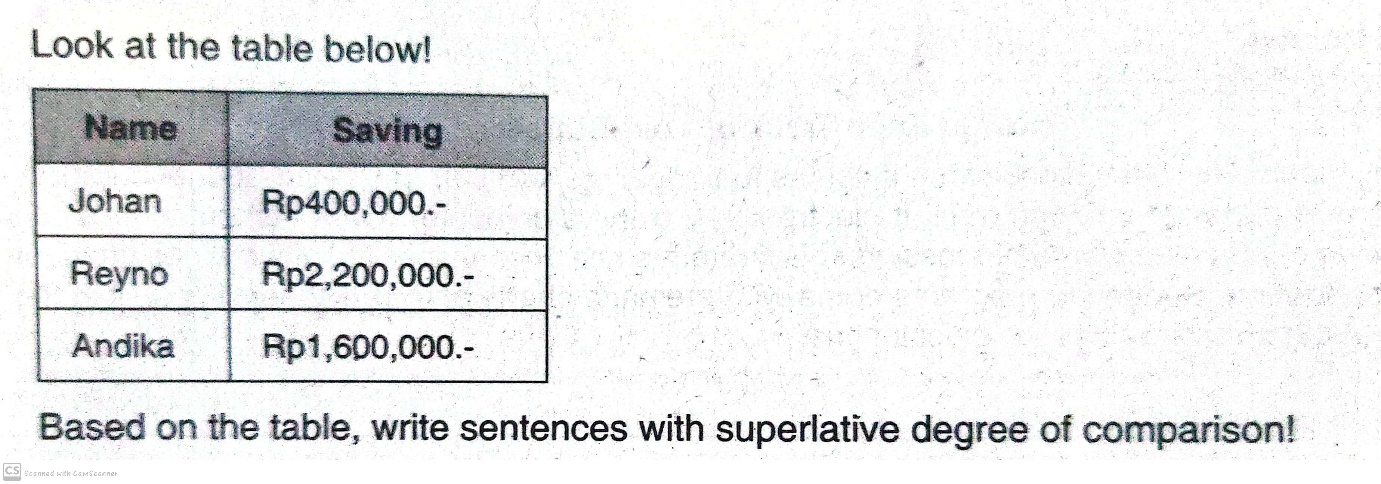 Look at the table below!
Name Saving
Johan Rp400,000.-
Reyno Rp2,200,000.-
Andika Rp1,600,000.-
Based on the table, write sentences with superlative degree of comparison!
CS Scanned with CamScanner